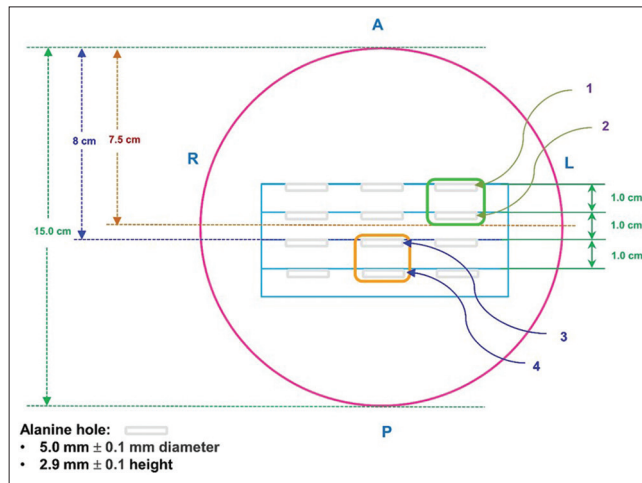 A
1
2
8 cm
7.5 cm
R
L
1.0 cm
1.0 cm
15.0 cm
1.0 cm
3
4
P
Alanine hole:
• 5.0 mm ± 0.1 mm diameter
• 2.9 mm ± 0.1 height